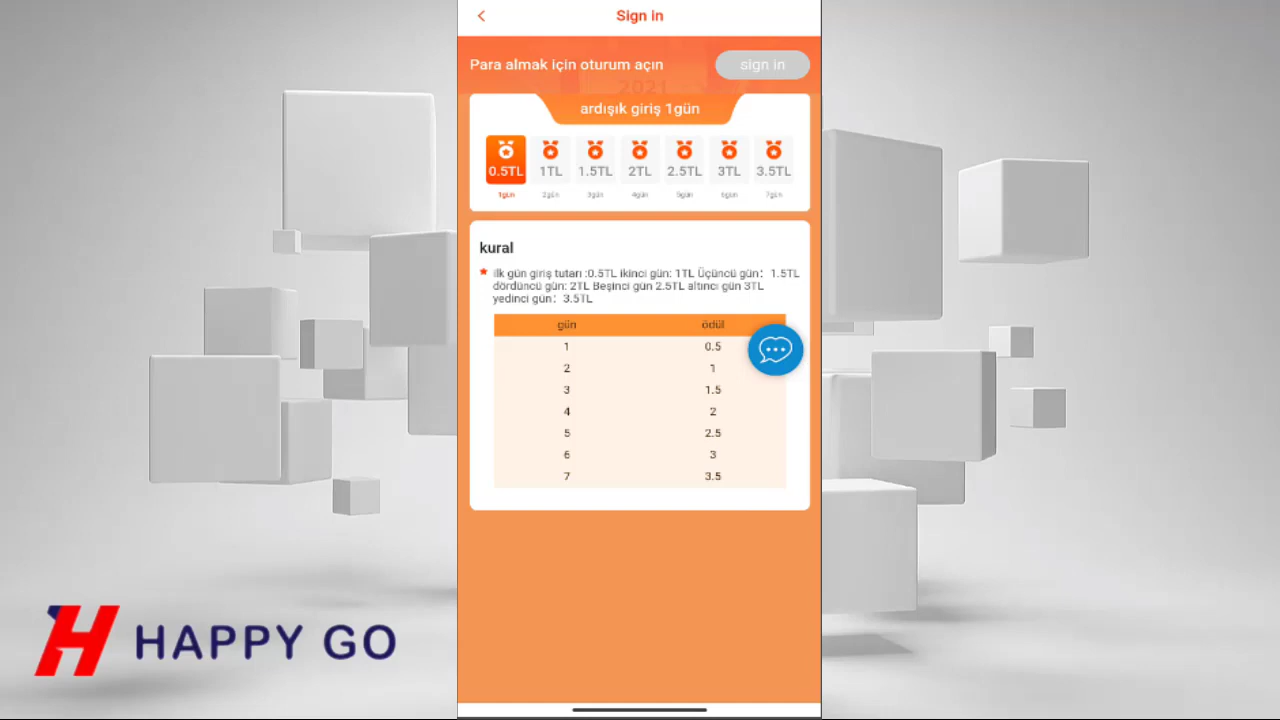 Sign in
Para almak için oturum açın
sign in
2021
ardışık giriş 1gün
0.5TL 1TL 1.5TL 2TL 2.5TL 3TL 3.5TL
1gün 2gün 3gün 4gün 5gün 6gün 7gün
kural
ilk gün giriş tutarı :0.5TL ikinci gün: 1TL Üçüncü gün： 1.5TL
dördüncü gün: 2TL Beşinci gün 2.5TL altıncı gün 3TL
yedinci gün： 3.5TL
gün ödül
1 0.5
2 1
3 1.5
4 2
5 2.5
6 3
7 3.5
H HAPPY GO